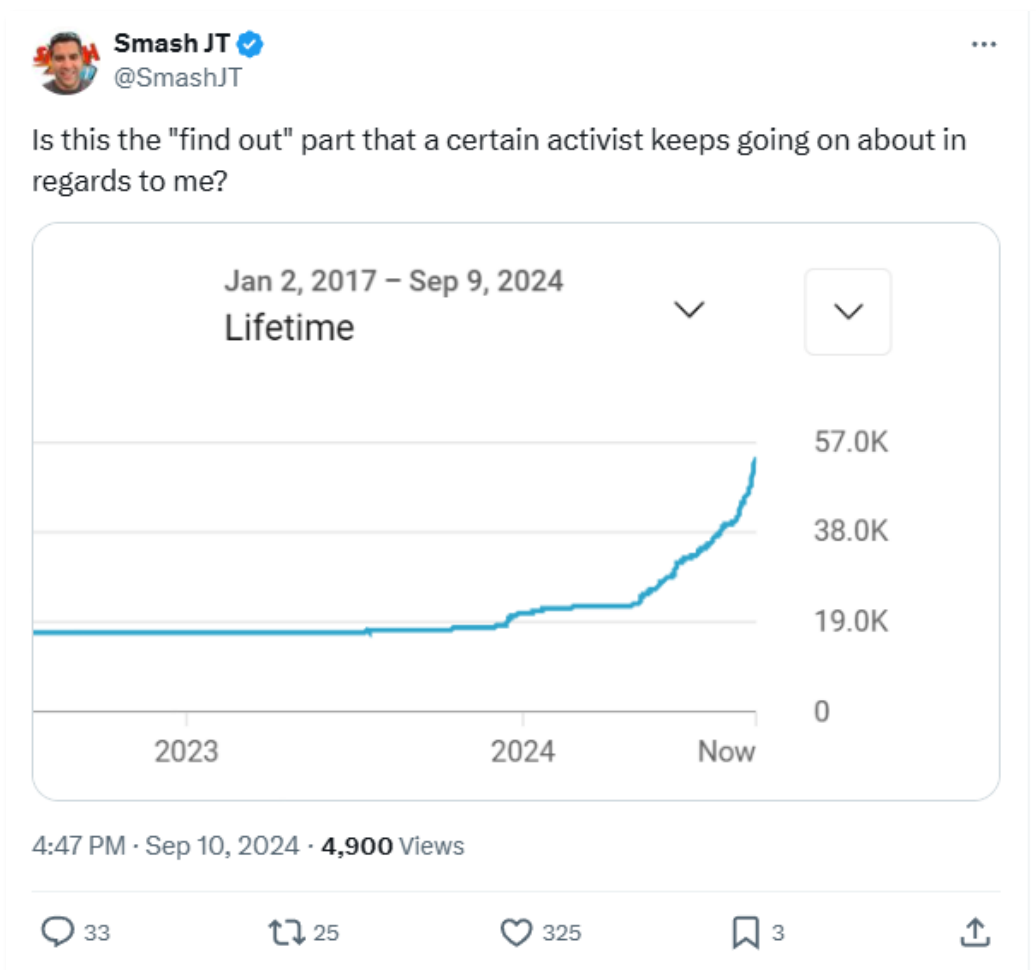 Smash JT
@SmashJT
Is this the "find out" part that a certain activist keeps going on about in
regards to me?
Jan 2, 2017 – Sep 9, 2024
Lifetime
57.0K
38.0K
19.0K
0
2023 2024 Now
4:47 PM · Sep 10, 2024 · 4,900 Views
33 25 325 3